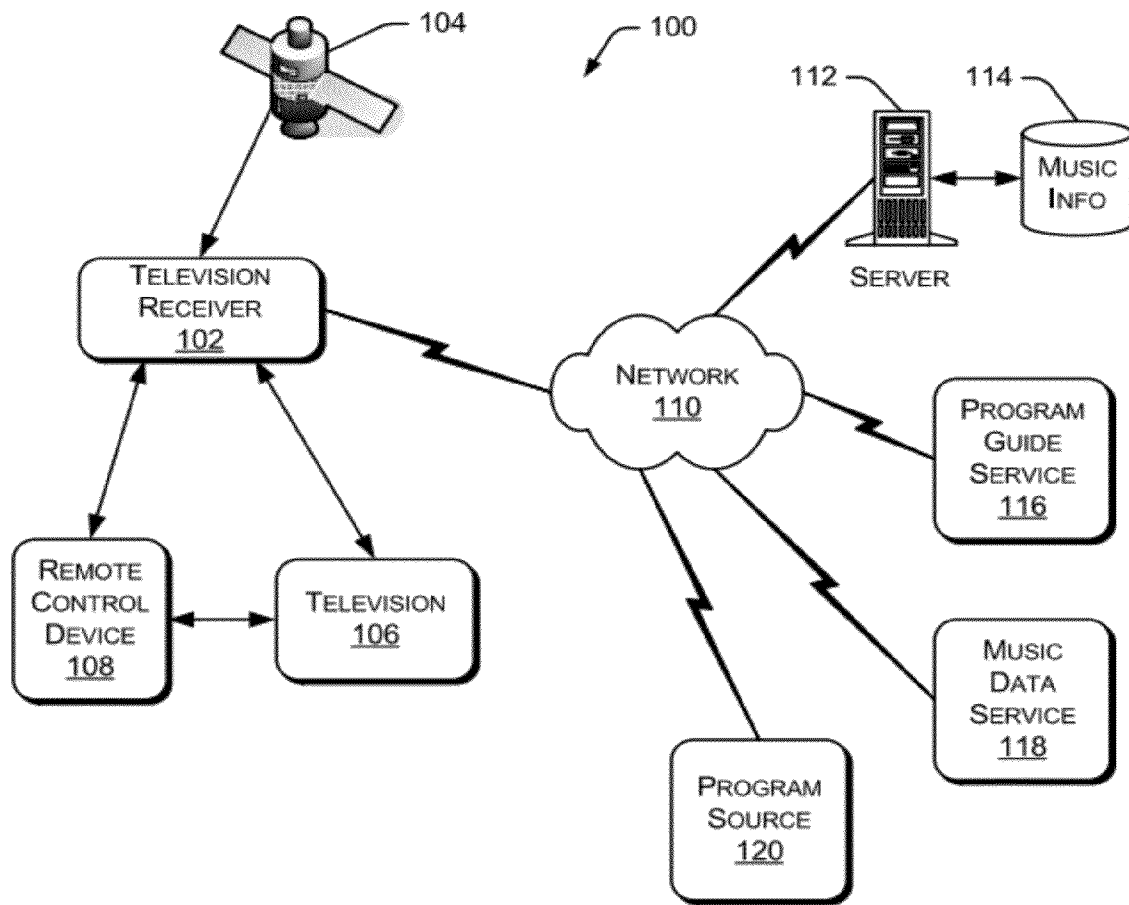 104
100
112
114
MUSIC
INFO
SERVER
TELEVISION
RECEIVER
102
NETWORK
110
PROGRAM
GUIDE
SERVICE
116
REMOTE
CONTROL
DEVICE
108
TELEVISION
106
MUSIC
DATA
SERVICE
118
PROGRAM
SOURCE
120